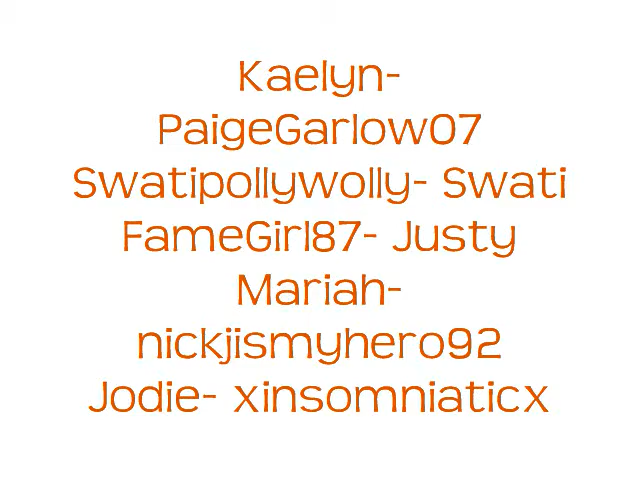 Kaelyn-
PaigeGarlow07
Swatipollywolly- Swati
FameGirl87- Justy
Mariah-
nickjismyhero92
Jodie- xinsomniaticx